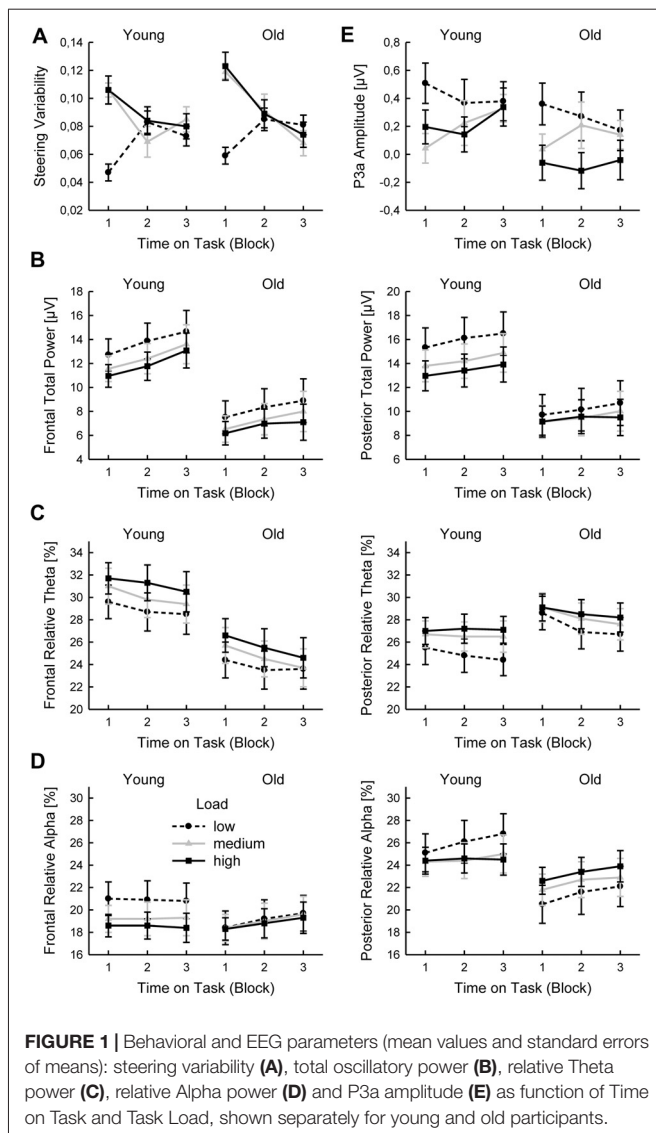 A
E
Young
Old
Young
Old
Steering Variability
0,14
0,12
0,10
0,08
0,06
0,04
0,02
1 2 3 1 2 3
Time on Task (Block)
P3a Amplitude [µV]
0,8
0,6
0,4
0,2
0,0
-0,2
-0,4
1 2 3 1 2 3
Time on Task (Block)
B
Young
Old
Young
Old
Frontal Total Power [µV]
18
16
14
12
10
8
6
4
1 2 3 1 2 3
Time on Task (Block)
Posterior Total Power [µV]
20
18
16
14
12
10
8
6
1 2 3 1 2 3
Time on Task (Block)
C
Young
Old
Young
Old
Frontal Relative Theta [%]
34
32
30
28
26
24
22
20
1 2 3 1 2 3
Time on Task (Block)
Posterior Relative Theta [%]
34
32
30
28
26
24
22
20
1 2 3 1 2 3
Time on Task (Block)
D
Young
Old
Young
Old
Frontal Relative Alpha [%]
30
28
26
24
22
20
18
16
Load
low
medium
high
1 2 3 1 2 3
Time on Task (Block)
Posterior Relative Alpha [%]
30
28
26
24
22
20
18
16
1 2 3 1 2 3
Time on Task (Block)
FIGURE 1 | Behavioral and EEG parameters (mean values and standard errors
of means): steering variability (A), total oscillatory power (B), relative Theta
power (C), relative Alpha power (D) and P3a amplitude (E) as function of Time
on Task and Task Load, shown separately for young and old participants.